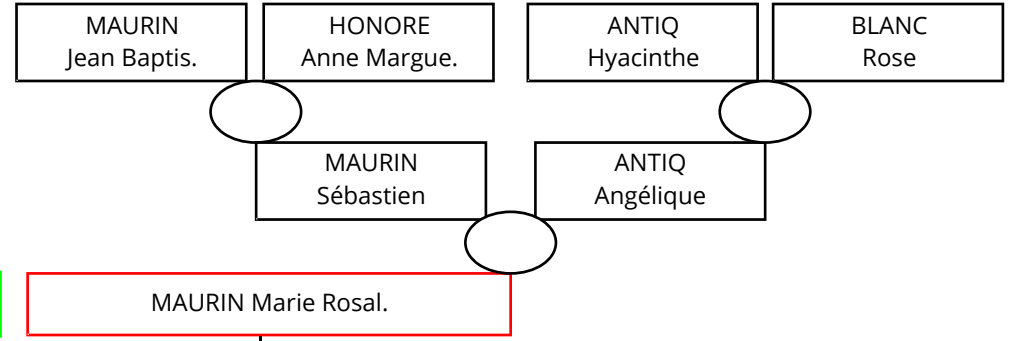 MAURIN
Jean Baptis.
HONORE
Anne Margue.
ANTIQ
Hyacinthe
BLANC
Rose
MAURIN
Sébastien
ANTIQ
Angélique
MAURIN Marie Rosal.